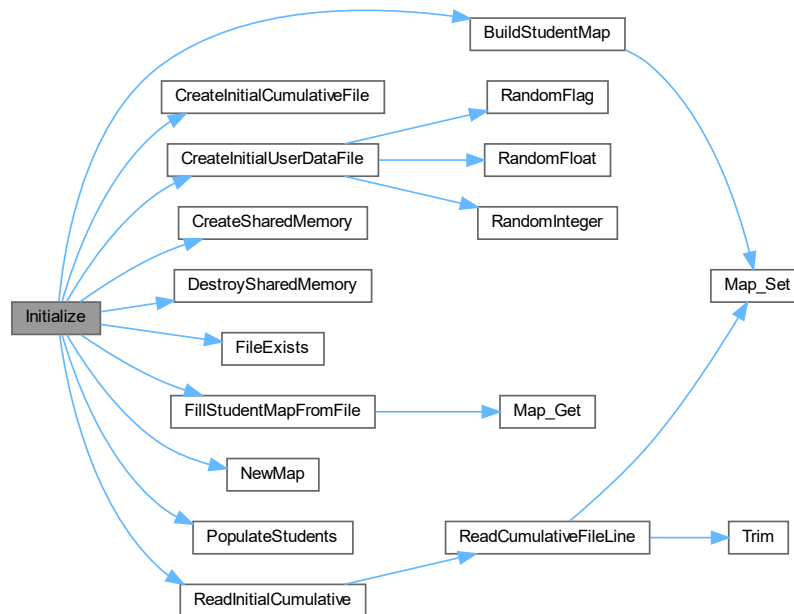 BuildStudentMap
CreateInitialCumulativeFile
RandomFlag
CreateInitialUserDataFile
RandomFloat
RandomInteger
CreateSharedMemory
DestroySharedMemory
Map_Set
Initialize
FileExists
FillStudentMapFromFile
Map_Get
NewMap
PopulateStudents
ReadCumulativeFileLine
Trim
ReadInitialCumulative